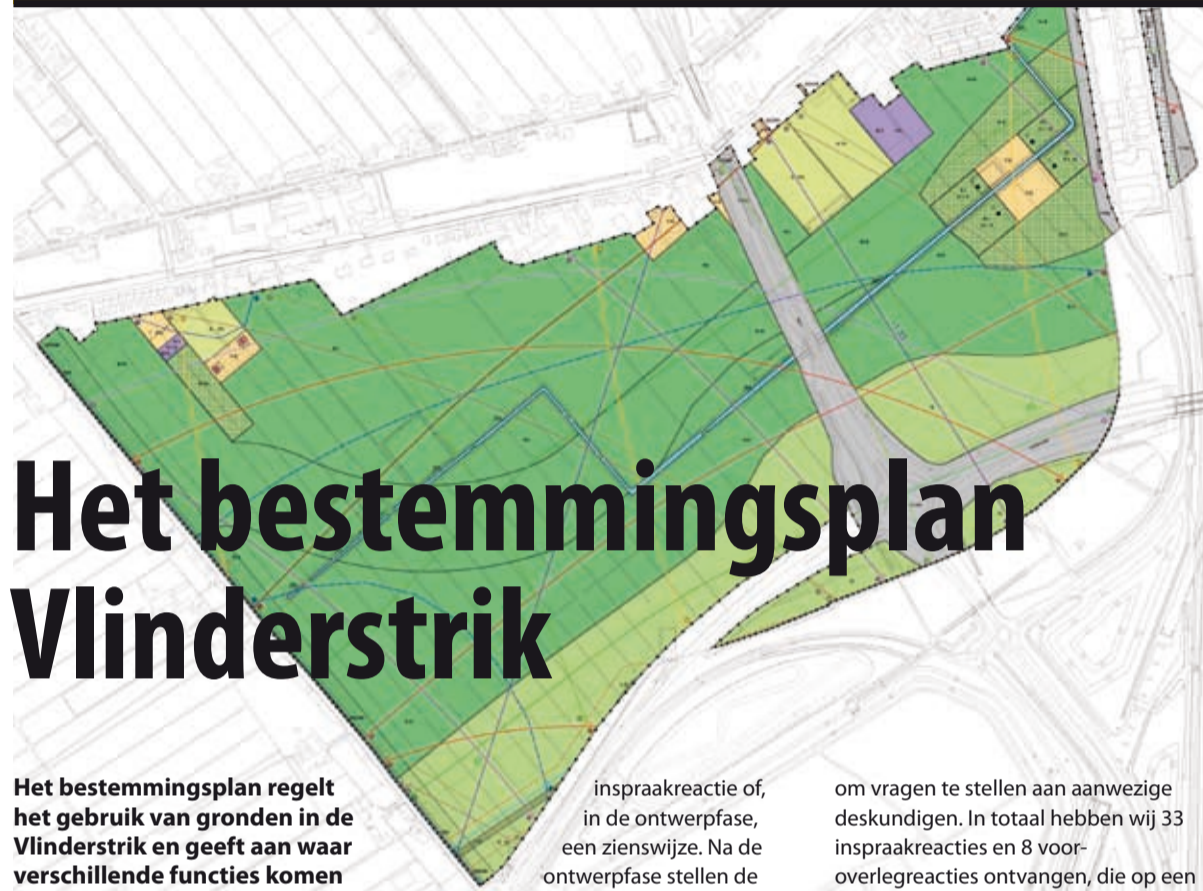 Het bestemmingsplan
Vlinderstrik
Het bestemmingsplan regelt
het gebruik van gronden in de
Vlinderstrik en geeft aan waar
verschillende functies komen
inspraakreactie of,
in de ontwerpfase,
een zienswijze. Na de
ontwerpfase stellen de
om vragen te stellen aan aanwezige
deskundigen. In totaal hebben wij 33
inspraakreacties en 8 voor-
overlegreacties ontvangen, die op een